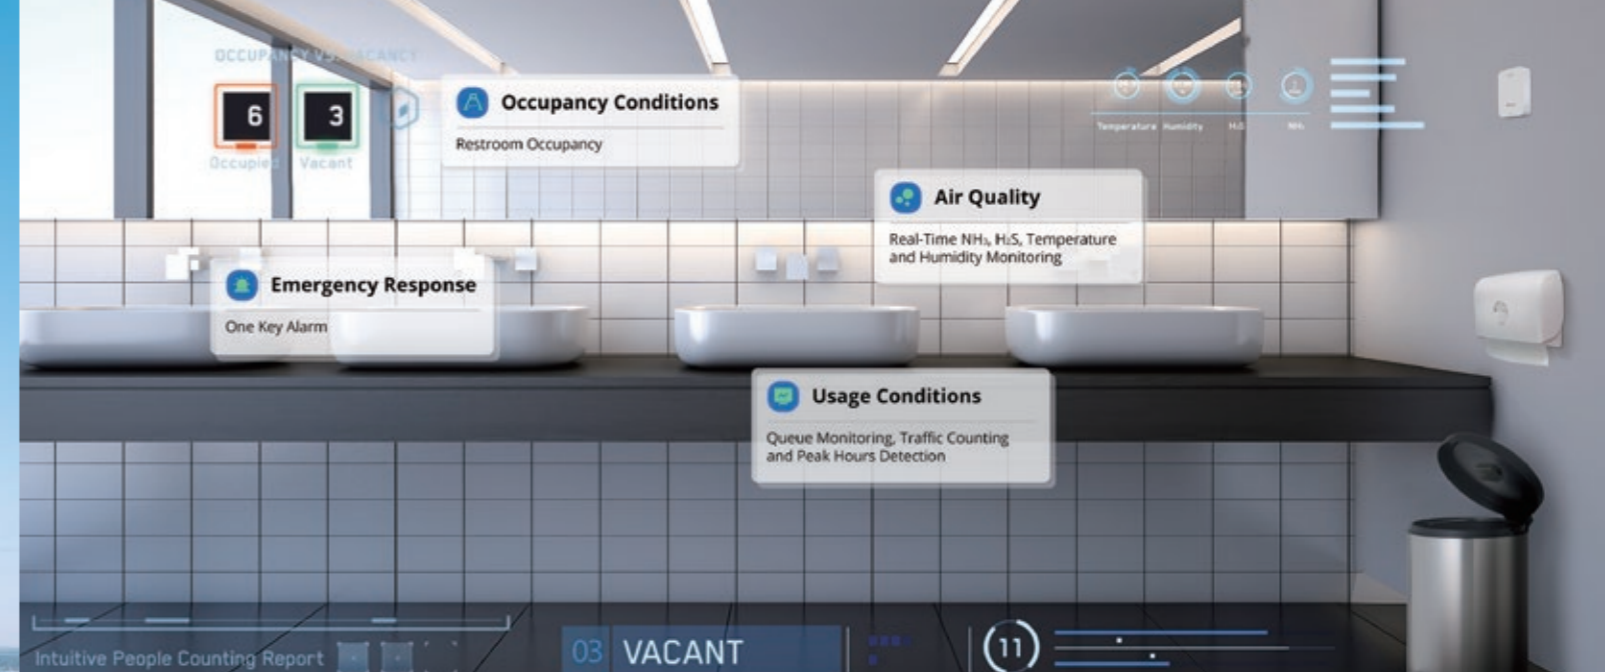 OCCUPANCY VS. VACANCY
6
3
Occupied
Vacant
Occupancy Conditions
Restroom Occupancy
Temperature
Humidity
H₂S
NH₃
Air Quality
Real-Time NH₃, H₂S, Temperature
and Humidity Monitoring
Emergency Response
One Key Alarm
Usage Conditions
Queue Monitoring, Traffic Counting
and Peak Hours Detection
Intuitive People Counting Report
03
VACANT
11